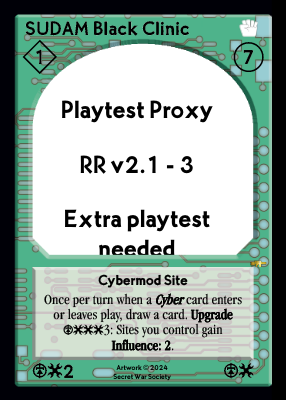 SUDAM Black Clinic
1
7
Playtest Proxy
RR v2.1 - 3
Extra playtest
needed
Cybermod Site
Once per turn when a Cyber card enters
or leaves play, draw a card. Upgrade
3: Sites you control gain
Influence: 2.
2
Artwork © 2024
Secret War Society